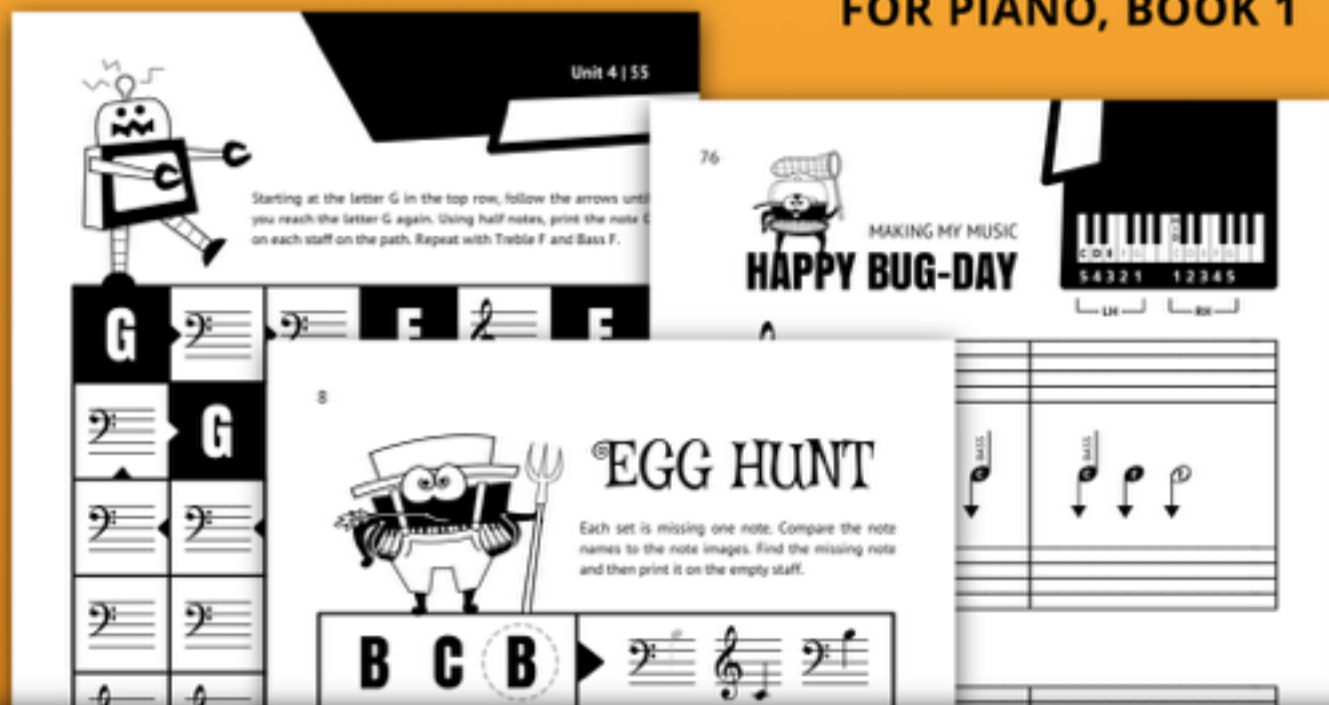 FOR PIANO, BOOK 1
Unit 4 | 55
Starting at the letter G in the top row, follow the arrows
you reach the letter G again. Using half notes, print the note
on each staff on the path. Repeat with Treble F and Bass F.
G
G
76
MAKING MY MUSIC
HAPPY BUG-DAY
C D E
5 4 3 2 1 1 2 3 4 5
LH RH
BASS BASS
8
EGG HUNT
Each set is missing one note. Compare the note
names to the note images. Find the missing note
and then print it on the empty staff.
B C B